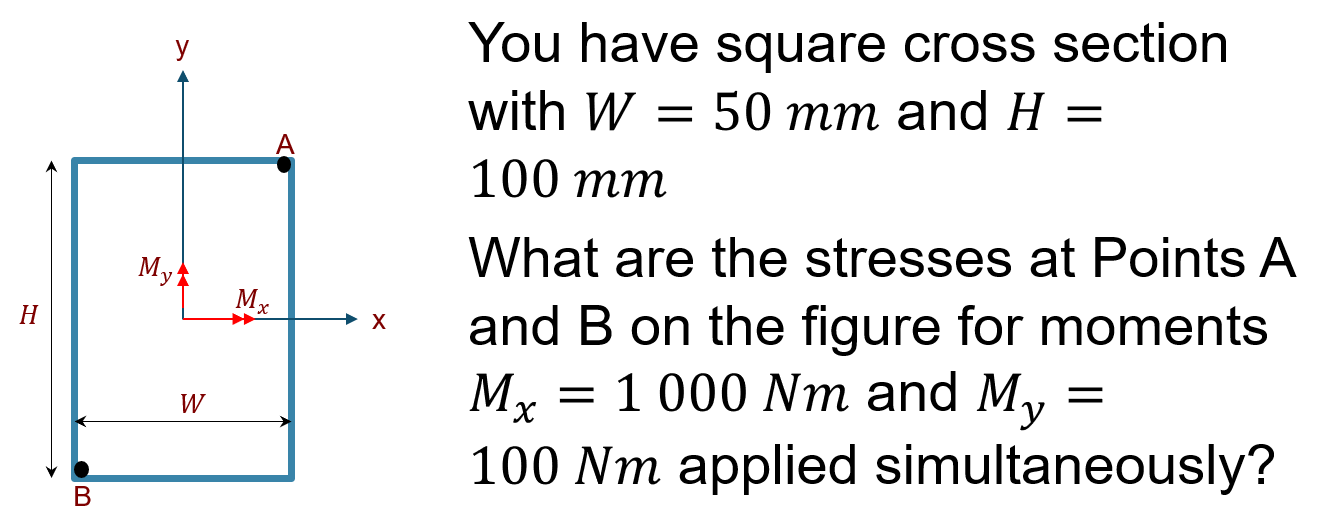 y
A
M_y
M_x
H
x
W
B
You have square cross section
with W = 50 mm and H =
100 mm
What are the stresses at Points A
and B on the figure for moments
M_x = 1 000 Nm and M_y =
100 Nm applied simultaneously?